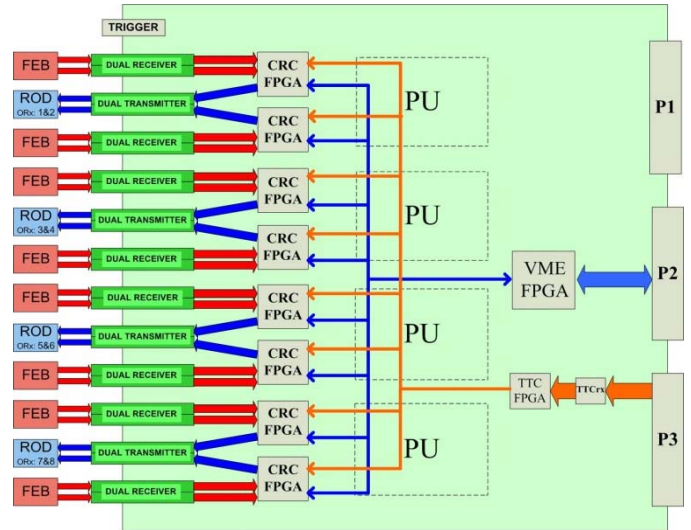 TRIGGER
FEB
DUAL RECEIVER
CRC
FPGA
PU
P1
ROD
ORx: 1&2
DUAL TRANSMITTER
CRC
FPGA
FEB
DUAL RECEIVER
FEB
DUAL RECEIVER
CRC
FPGA
PU
ROD
ORx: 3&4
DUAL TRANSMITTER
CRC
FPGA
FEB
DUAL RECEIVER
VME
FPGA
P2
FEB
DUAL RECEIVER
CRC
FPGA
PU
ROD
ORx: 5&6
DUAL TRANSMITTER
CRC
FPGA
FEB
DUAL RECEIVER
TTC
FPGA
TTCrx
FEB
DUAL RECEIVER
CRC
FPGA
PU
P3
ROD
ORx: 7&8
DUAL TRANSMITTER
CRC
FPGA
FEB
DUAL RECEIVER